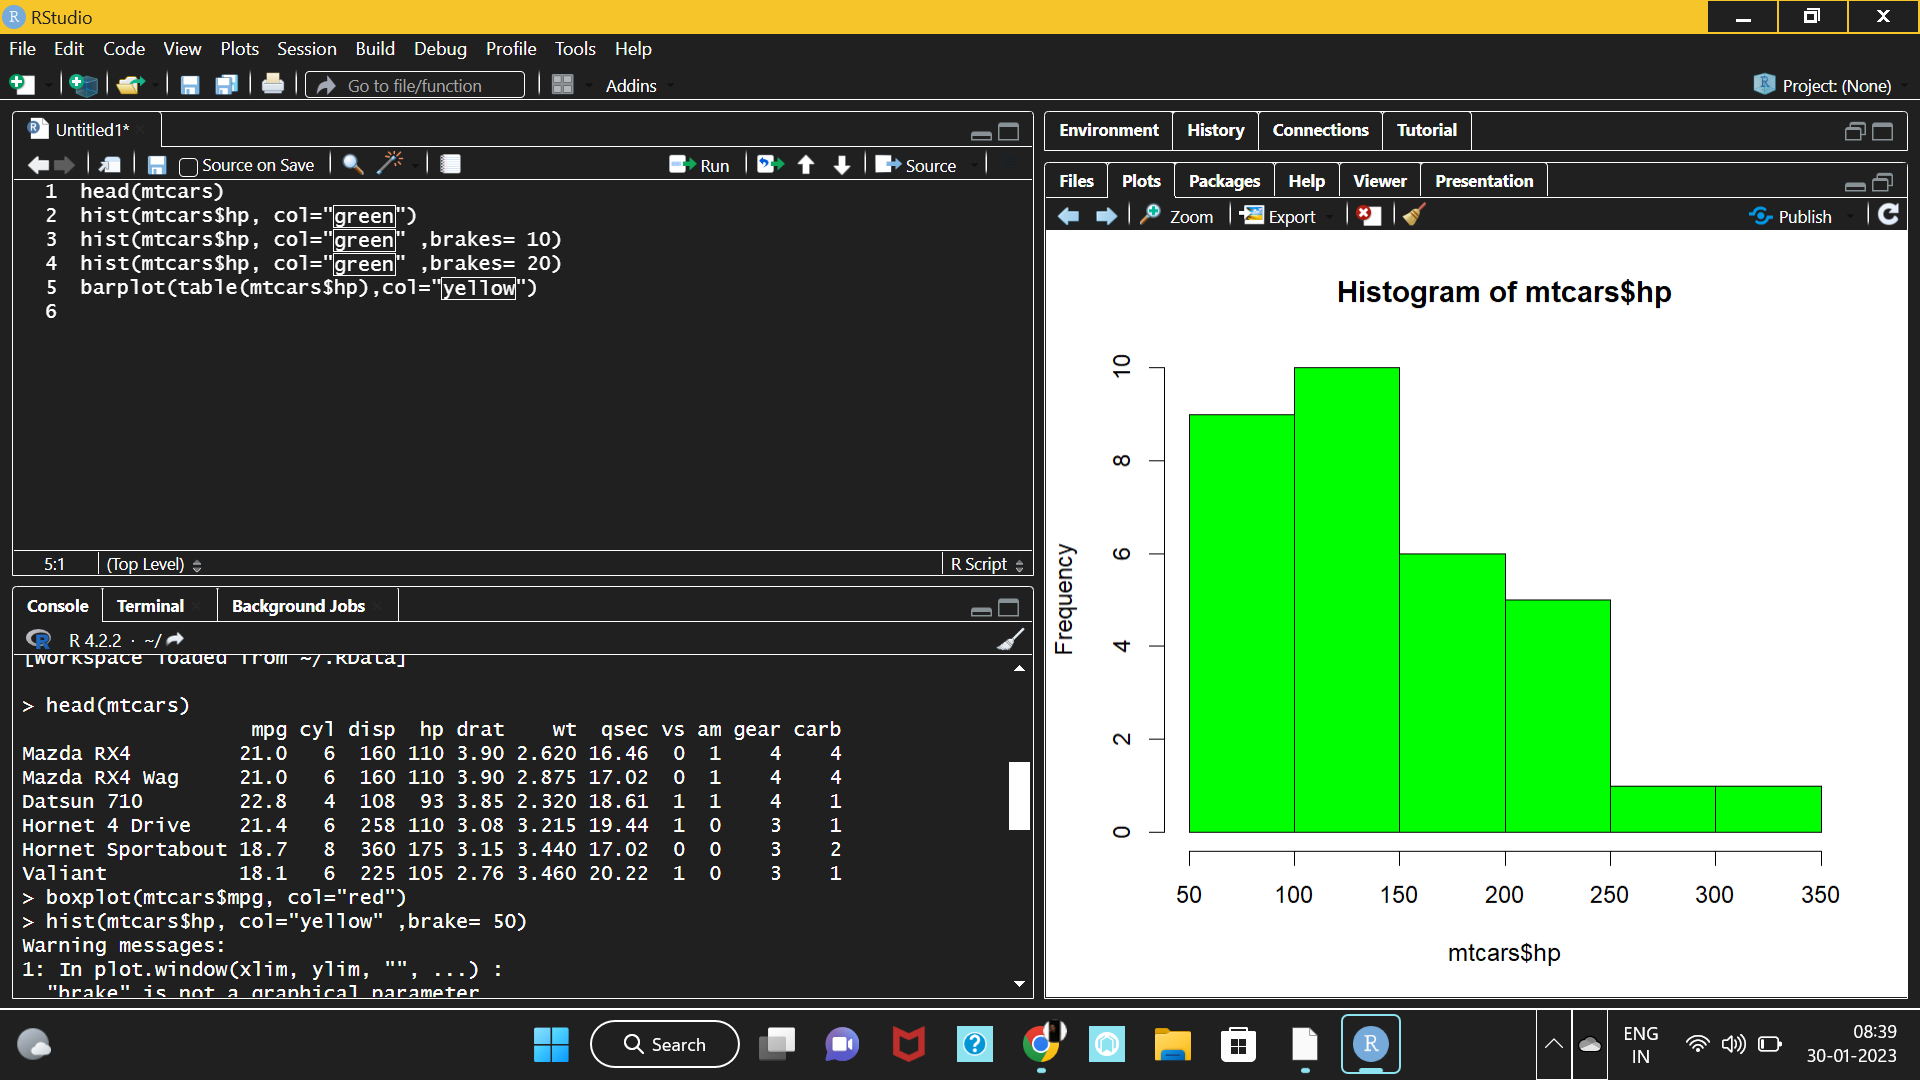 RStudio
File Edit Code View Plots Session Build Debug Profile Tools Help
Go to file/function
Addins
Project: (None)
Untitled1*
Source on Save
Run
Source
1 head(mtcars)
2 hist(mtcars$hp, col="green")
3 hist(mtcars$hp, col="green" ,brakes= 10)
4 hist(mtcars$hp, col="green" ,brakes= 20)
5 barplot(table(mtcars$hp),col="yellow")
6
5:1 (Top Level) R Script
Console Terminal Background Jobs
R 4.2.2 · ~/
[Workspace loaded from ~/.RData]
> head(mtcars)
mpg cyl disp hp drat wt qsec vs am gear carb
Mazda RX4 21.0 6 160 110 3.90 2.620 16.46 0 1 4 4
Mazda RX4 Wag 21.0 6 160 110 3.90 2.875 17.02 0 1 4 4
Datsun 710 22.8 4 108 93 3.85 2.320 18.61 1 1 4 1
Hornet 4 Drive 21.4 6 258 110 3.08 3.215 19.44 1 0 3 1
Hornet Sportabout 18.7 8 360 175 3.15 3.440 17.02 0 0 3 2
Valiant 18.1 6 225 105 2.76 3.460 20.22 1 0 3 1
> boxplot(mtcars$mpg, col="red")
> hist(mtcars$hp, col="yellow" ,brake= 50)
Warning messages:
1: In plot.window(xlim, ylim, "", ...) :
"brake" is not a graphical parameter
Environment History Connections Tutorial
Files Plots Packages Help Viewer Presentation
Zoom Export Publish
Histogram of mtcars$hp
Frequency
10
8
6
4
2
0
50 100 150 200 250 300 350
mtcars$hp
Search
ENG
IN
08:39
30-01-2023